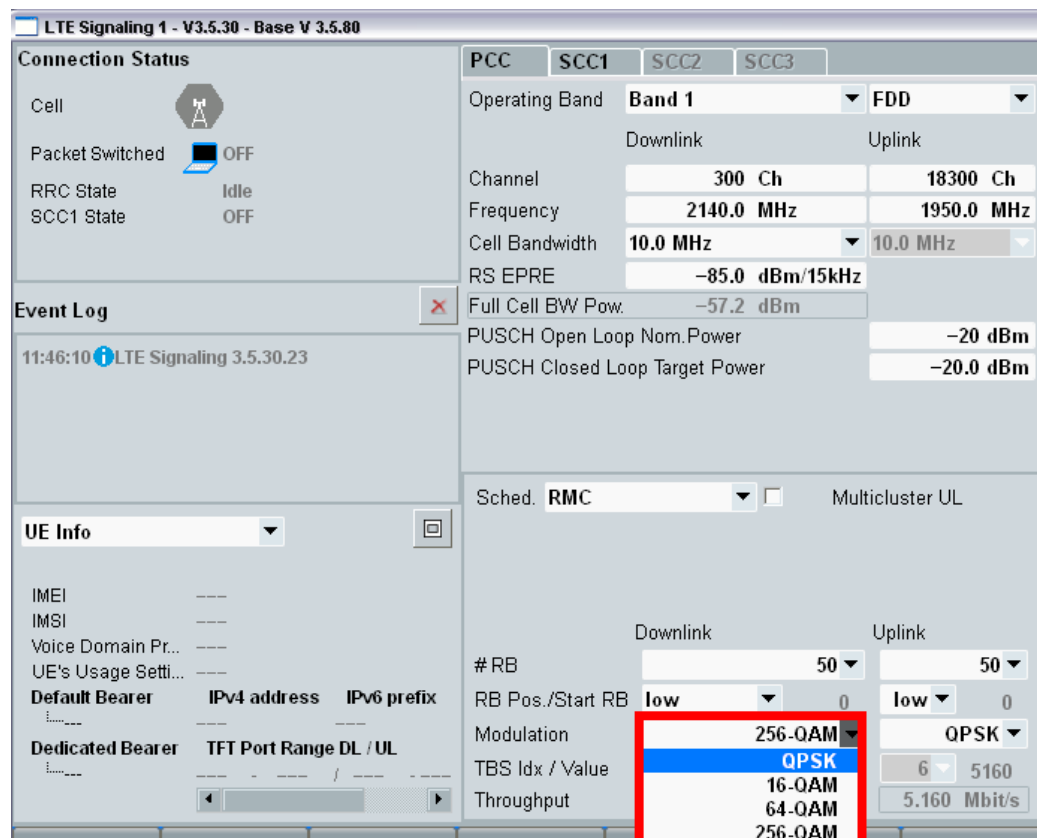 LTE Signaling 1 - V3.5.30 - Base V 3.5.80
Connection Status
Cell
Packet Switched OFF
RRC State Idle
SCC1 State OFF
Event Log
11:46:10 LTE Signaling 3.5.30.23
UE Info
IMEI ---
IMSI ---
Voice Domain Pr... ---
UE's Usage Setti... ---
Default Bearer IPv4 address IPv6 prefix
--- --- ---
Dedicated Bearer TFT Port Range DL / UL
--- --- - --- / --- - ---
PCC SCC1 SCC2 SCC3
Operating Band Band 1 FDD
Downlink Uplink
Channel 300 Ch 18300 Ch
Frequency 2140.0 MHz 1950.0 MHz
Cell Bandwidth 10.0 MHz 10.0 MHz
RS EPRE −85.0 dBm/15kHz
Full Cell BW Pow. −57.2 dBm
PUSCH Open Loop Nom.Power −20 dBm
PUSCH Closed Loop Target Power −20.0 dBm
Sched. RMC Multicluster UL
Downlink Uplink
# RB 50 50
RB Pos./Start RB low 0 low 0
Modulation 256-QAM QPSK
QPSK
TBS Idx / Value 6 5160
16-QAM
Throughput 5.160 Mbit/s
64-QAM
256-QAM